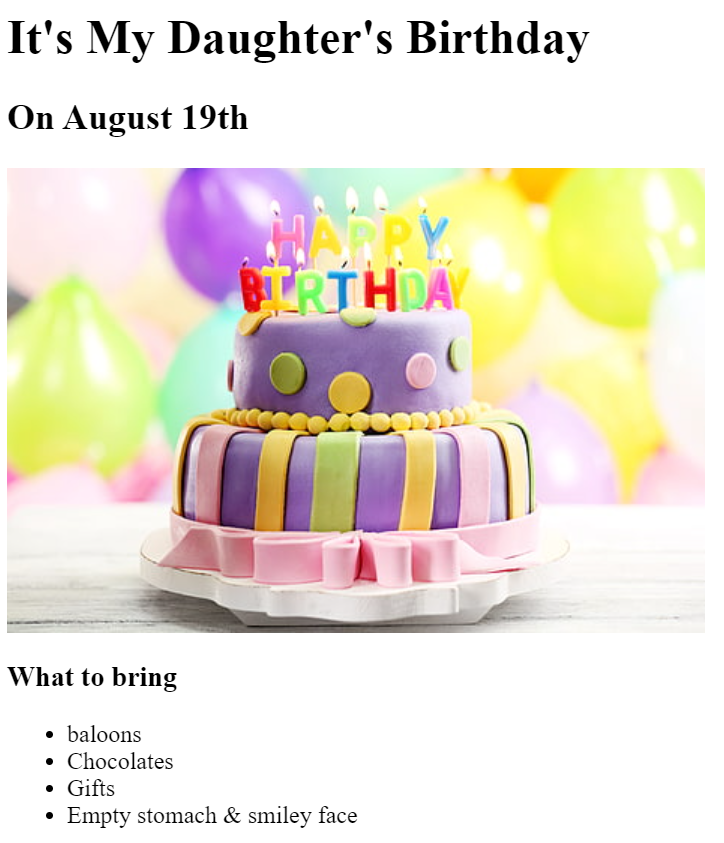 It's My Daughter's Birthday
On August 19th
HAPPY
BIRTHDAY
What to bring
baloons
Chocolates
Gifts
Empty stomach & smiley face